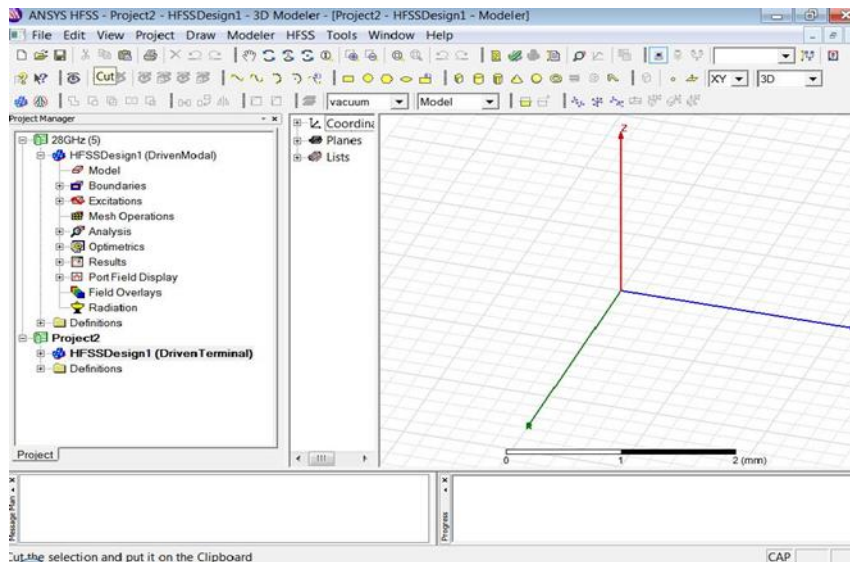 ANSYS HFSS - Project2 - HFSSDesign1 - 3D Modeler - [Project2 - HFSSDesign1 - Modeler]
File Edit View Project Draw Modeler HFSS Tools Window Help
Cut XY 3D
vacuum Model
Project Manager
28GHz (5)
HFSSDesign1 (DrivenModal)
Model
Boundaries
Excitations
Mesh Operations
Analysis
Optimetrics
Results
Port Field Display
Field Overlays
Radiation
Definitions
Project2
HFSSDesign1 (DrivenTerminal)
Definitions
Project
Coordina
Planes
Lists
Z
0 1 2 (mm)
Message Man
Progress
Cut the selection and put it on the Clipboard
CAP